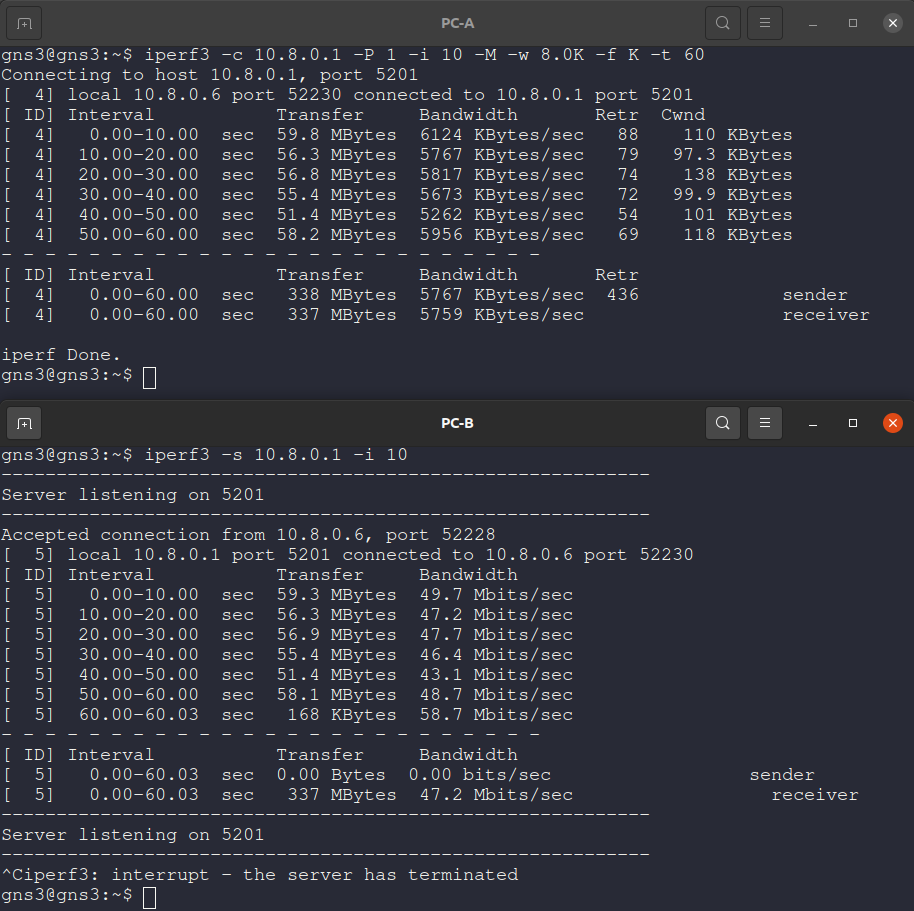 PC-A
gns3@gns3:~$ iperf3 -c 10.8.0.1 -P 1 -i 10 -M -w 8.0K -f K -t 60
Connecting to host 10.8.0.1, port 5201
[  4] local 10.8.0.6 port 52230 connected to 10.8.0.1 port 5201
[ ID] Interval           Transfer     Bandwidth       Retr  Cwnd
[  4]   0.00-10.00  sec  59.8 MBytes  6124 KBytes/sec   88    110 KBytes
[  4]  10.00-20.00  sec  56.3 MBytes  5767 KBytes/sec   79   97.3 KBytes
[  4]  20.00-30.00  sec  56.8 MBytes  5817 KBytes/sec   74    138 KBytes
[  4]  30.00-40.00  sec  55.4 MBytes  5673 KBytes/sec   72   99.9 KBytes
[  4]  40.00-50.00  sec  51.4 MBytes  5262 KBytes/sec   54    101 KBytes
[  4]  50.00-60.00  sec  58.2 MBytes  5956 KBytes/sec   69    118 KBytes
- - - - - - - - - - - - - - - - - - - - - - - - -
[ ID] Interval           Transfer     Bandwidth       Retr
[  4]   0.00-60.00  sec   338 MBytes  5767 KBytes/sec  436             sender
[  4]   0.00-60.00  sec   337 MBytes  5759 KBytes/sec                  receiver
iperf Done.
gns3@gns3:~$
PC-B
gns3@gns3:~$ iperf3 -s 10.8.0.1 -i 10
-----------------------------------------------------------
Server listening on 5201
-----------------------------------------------------------
Accepted connection from 10.8.0.6, port 52228
[  5] local 10.8.0.1 port 5201 connected to 10.8.0.6 port 52230
[ ID] Interval           Transfer     Bandwidth
[  5]   0.00-10.00  sec  59.3 MBytes  49.7 Mbits/sec
[  5]  10.00-20.00  sec  56.3 MBytes  47.2 Mbits/sec
[  5]  20.00-30.00  sec  56.9 MBytes  47.7 Mbits/sec
[  5]  30.00-40.00  sec  55.4 MBytes  46.4 Mbits/sec
[  5]  40.00-50.00  sec  51.4 MBytes  43.1 Mbits/sec
[  5]  50.00-60.00  sec  58.1 MBytes  48.7 Mbits/sec
[  5]  60.00-60.03  sec   168 KBytes  58.7 Mbits/sec
- - - - - - - - - - - - - - - - - - - - - - - - -
[ ID] Interval           Transfer     Bandwidth
[  5]   0.00-60.03  sec  0.00 Bytes  0.00 bits/sec                  sender
[  5]   0.00-60.03  sec   337 MBytes  47.2 Mbits/sec                  receiver
-----------------------------------------------------------
Server listening on 5201
-----------------------------------------------------------
^Ciperf3: interrupt - the server has terminated
gns3@gns3:~$